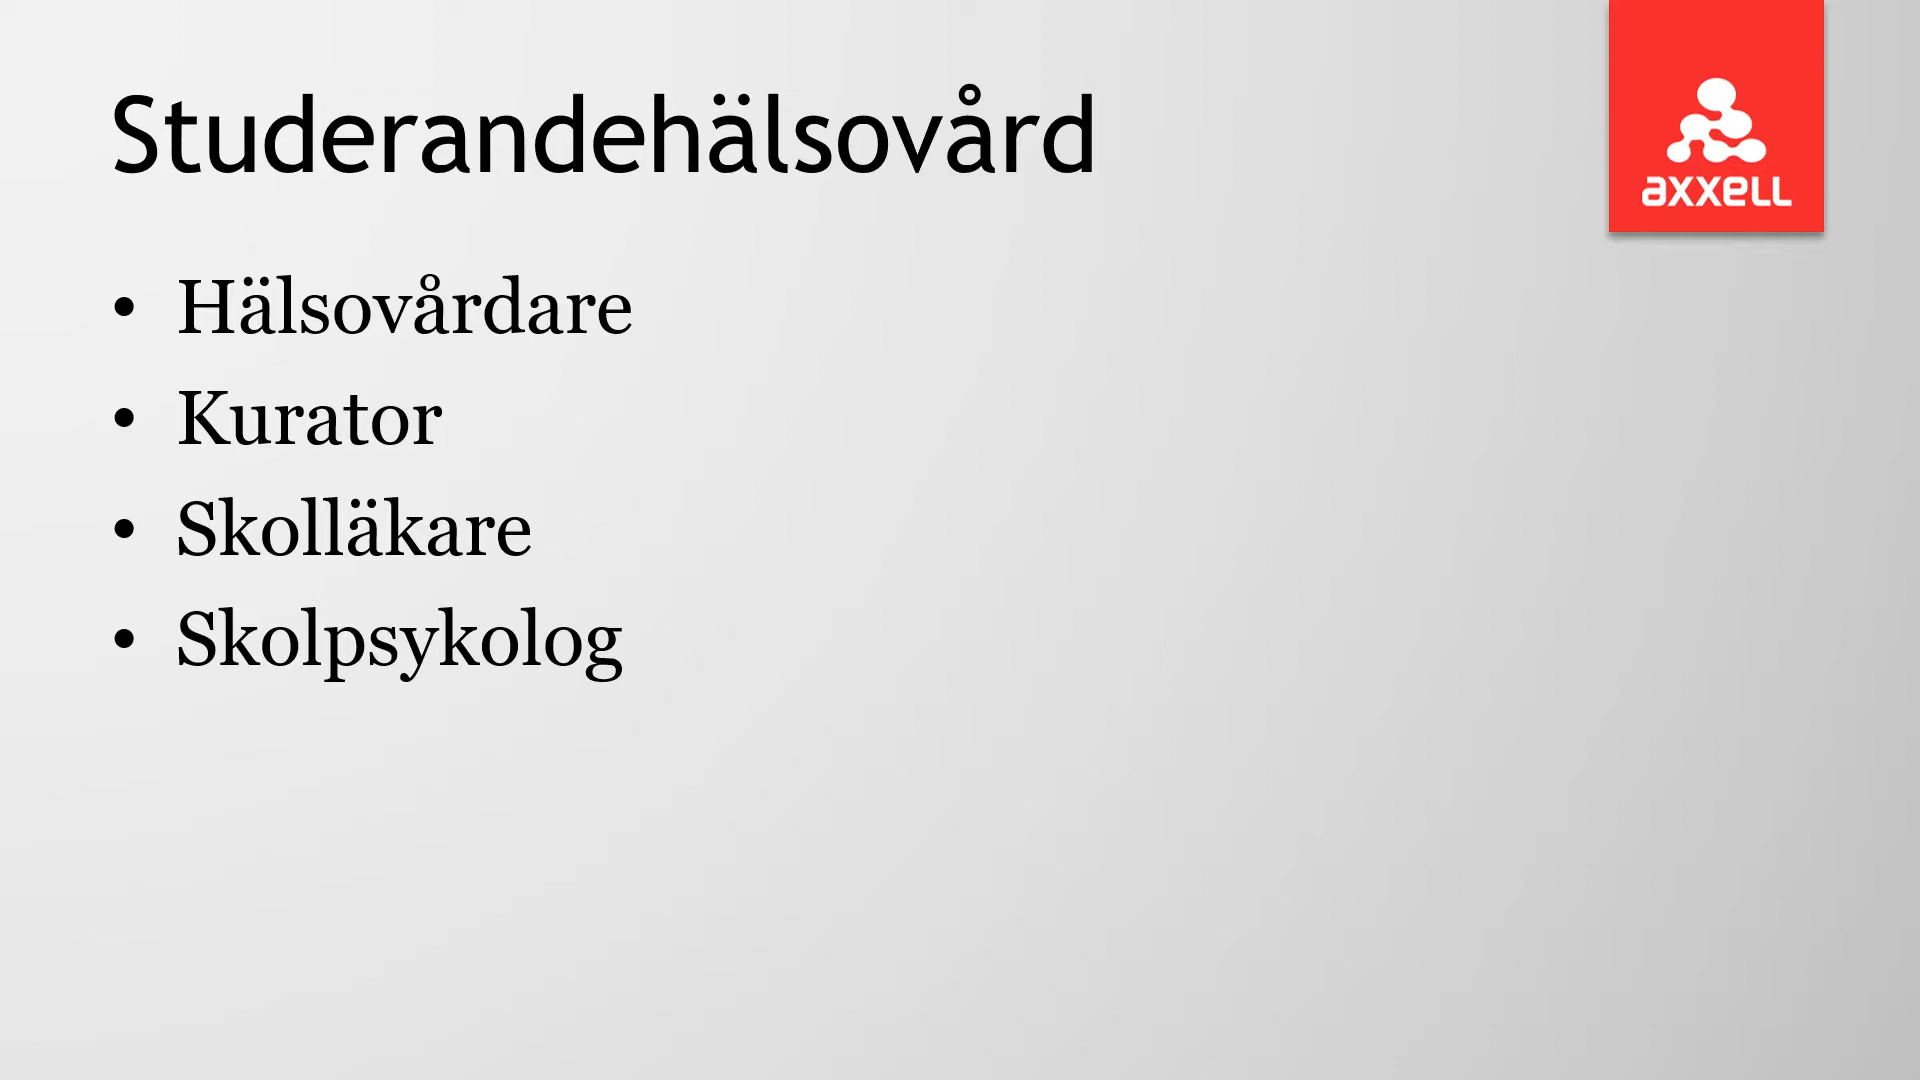 Studerandehälsovård
axxell
• Hälsovårdare
• Kurator
• Skolläkare
• Skolpsykolog